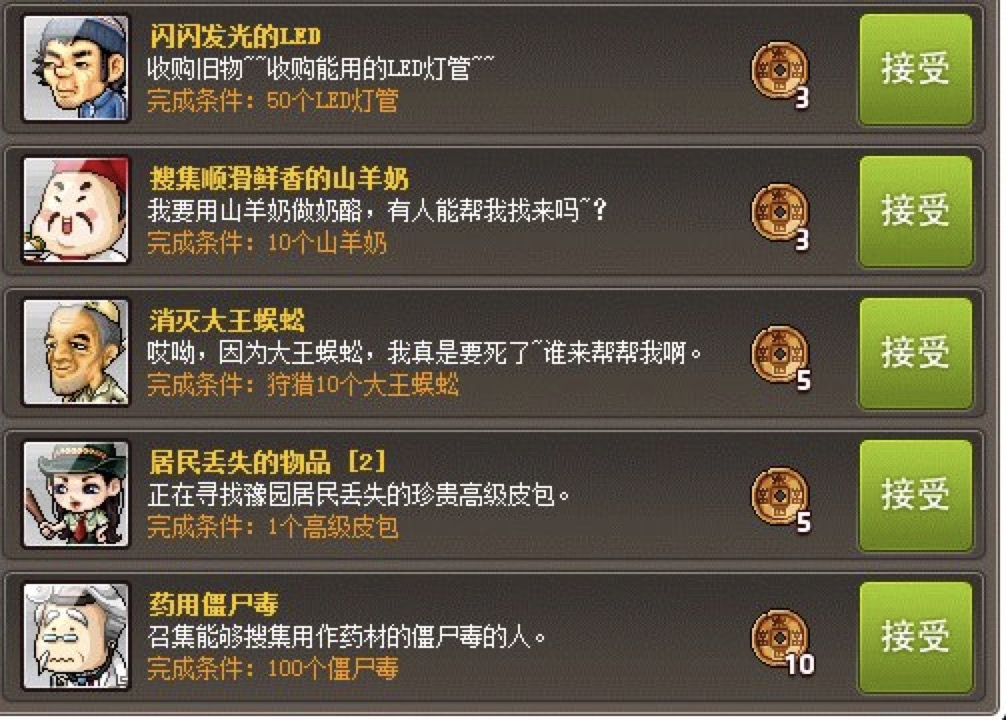 闪闪发光的LED
收购旧物~~收购能用的LED灯管~~
完成条件：50个LED灯管
3
接受
搜集顺滑鲜香的山羊奶
我要用山羊奶做奶酪，有人能帮我找来吗~？
完成条件：10个山羊奶
3
接受
消灭大王蜈蚣
哎呦，因为大王蜈蚣，我真是要死了~谁来帮帮我啊。
完成条件：狩猎10个大王蜈蚣
5
接受
居民丢失的物品 [2]
正在寻找豫园居民丢失的珍贵高级皮包。
完成条件：1个高级皮包
5
接受
药用僵尸毒
召集能够搜集用作药材的僵尸毒的人。
完成条件：100个僵尸毒
10
接受